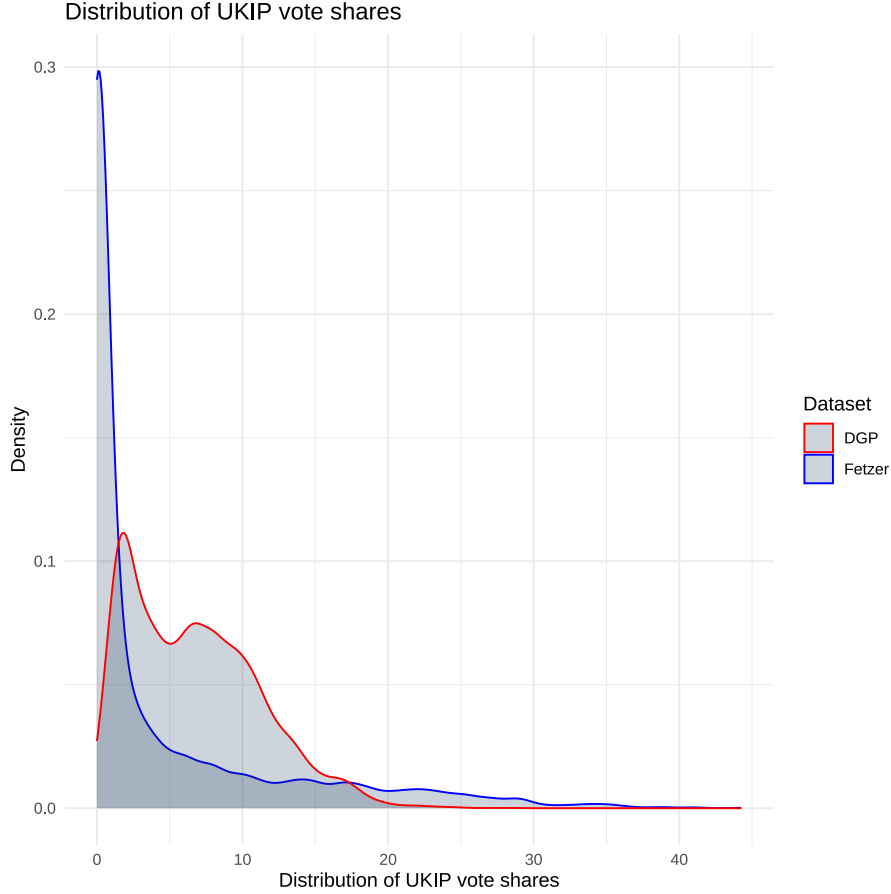 Distribution of UKIP vote shares
0.3
0.2
0.1
0.0
Density
0 10 20 30 40
Distribution of UKIP vote shares
Dataset
DGP
Fetzer